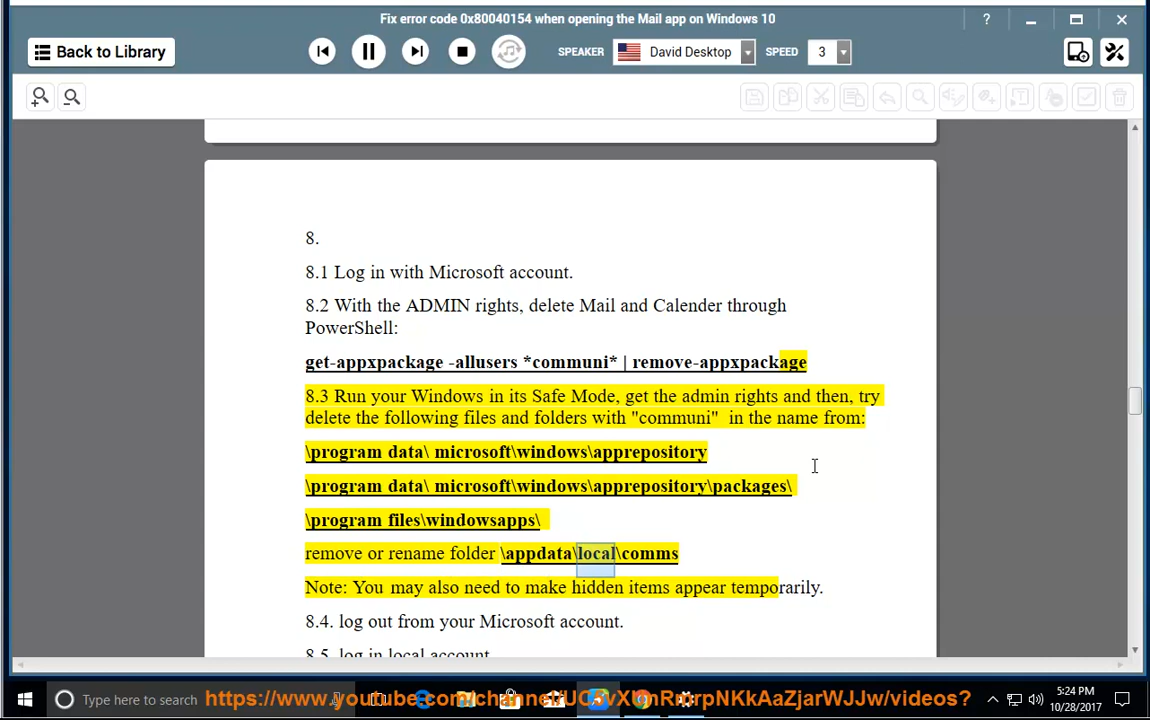 Fix error code 0x80040154 when opening the Mail app on Windows 10
?
Back to Library
SPEAKER
David Desktop
SPEED
3
8.
8.1 Log in with Microsoft account.
8.2 With the ADMIN rights, delete Mail and Calender through
PowerShell:
get-appxpackage -allusers *communi* | remove-appxpackage
8.3 Run your Windows in its Safe Mode, get the admin rights and then, try
delete the following files and folders with "communi"  in the name from:
\program data\ microsoft\windows\apprepository
\program data\ microsoft\windows\apprepository\packages\
\program files\windowsapps\
remove or rename folder \appdata\local\comms
Note: You may also need to make hidden items appear temporarily.
8.4. log out from your Microsoft account.
8.5. log in local account
Type here to search
5:24 PM
10/28/2017